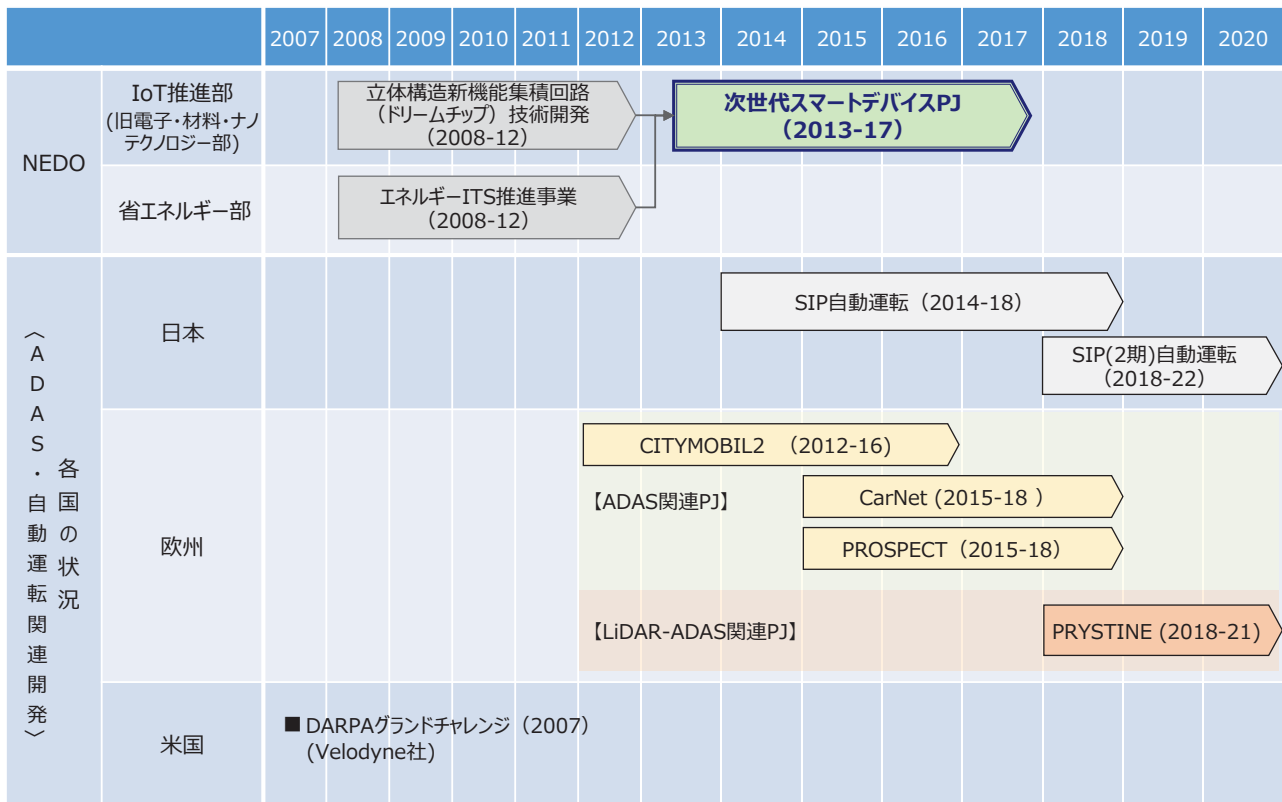 2007 2008 2009 2010 2011 2012 2013 2014 2015 2016 2017 2018 2019 2020
NEDO
IoT推進部
(旧電子・材料・ナノ
テクノロジー部)
立体構造新機能集積回路
（ドリームチップ）技術開発
（2008-12）
次世代スマートデバイスPJ
（2013-17）
省エネルギー部
エネルギーITS推進事業
（2008-12）
各国の状況
〈ADAS・自動運転関連開発〉
日本
SIP自動運転（2014-18）
SIP(2期)自動運転
（2018-22）
欧州
CITYMOBIL2 （2012-16)
【ADAS関連PJ】
CarNet (2015-18 ）
PROSPECT（2015-18）
【LiDAR-ADAS関連PJ】
PRYSTINE (2018-21)
米国
■ DARPAグランドチャレンジ（2007）
(Velodyne社)